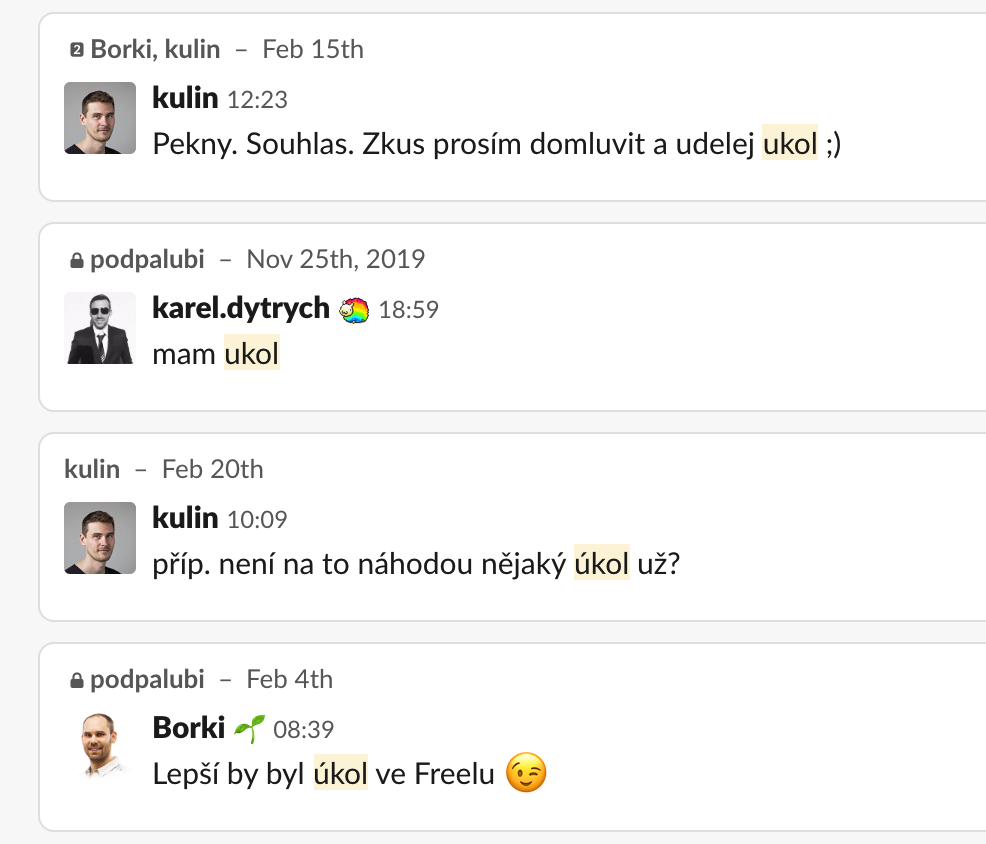 2 Borki, kulin – Feb 15th
kulin 12:23
Pekny. Souhlas. Zkus prosím domluvit a udelej ukol ;)
podpalubi – Nov 25th, 2019
karel.dytrych 18:59
mam ukol
kulin – Feb 20th
kulin 10:09
příp. není na to náhodou nějaký úkol už?
podpalubi – Feb 4th
Borki 08:39
Lepší by byl úkol ve Freelu